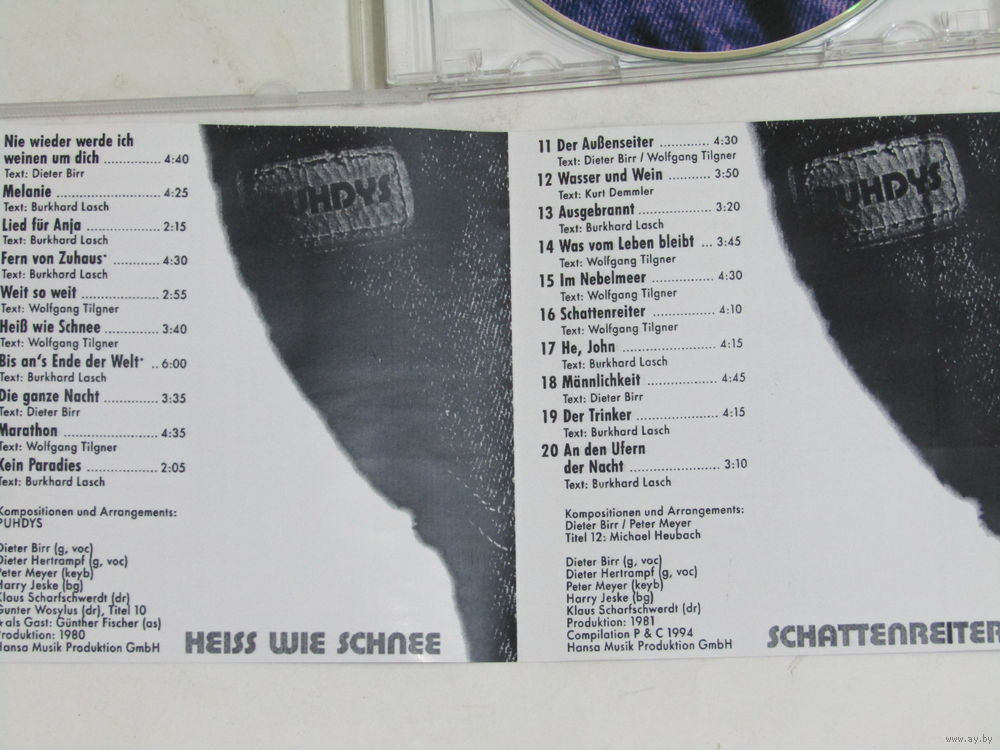 Nie wieder werde ich
weinen um dich ............. 4:40
Text: Dieter Birr
Melanie ........................ 4:25
Text: Burkhard Lasch
Lied für Anja .................. 2:15
Text: Burkhard Lasch
Fern von Zuhaus* ............ 4:30
Text: Burkhard Lasch
Weit so weit ................... 2:55
Text: Wolfgang Tilgner
Heiß wie Schnee ............. 3:40
Text: Wolfgang Tilgner
Bis an's Ende der Welt* .. 6:00
Text: Burkhard Lasch
Die ganze Nacht ............. 3:35
Text: Dieter Birr
Marathon ...................... 4:35
Text: Wolfgang Tilgner
Kein Paradies ................. 2:05
Text: Burkhard Lasch
Kompositionen und Arrangements:
PUHDYS
Dieter Birr (g, voc)
Dieter Hertrampf (g, voc)
Peter Meyer (keyb)
Harry Jeske (bg)
Klaus Scharfschwerdt (dr)
Gunter Wosylus (dr), Titel 10
*als Gast: Günther Fischer (as)
Produktion: 1980
Hansa Musik Produktion GmbH
PUHDYS
HEISS WIE SCHNEE
11 Der Außenseiter ............ 4:30
Text: Dieter Birr / Wolfgang Tilgner
12 Wasser und Wein .......... 3:50
Text: Kurt Demmler
13 Ausgebrannt ................... 3:20
Text: Burkhard Lasch
14 Was vom Leben bleibt ... 3:45
Text: Wolfgang Tilgner
15 Im Nebelmeer ................ 4:30
Text: Wolfgang Tilgner
16 Schattenreiter ............... 4:10
Text: Wolfgang Tilgner
17 He, John ...................... 4:15
Text: Burkhard Lasch
18 Männlichkeit .................. 4:45
Text: Dieter Birr
19 Der Trinker .................... 4:15
Text: Burkhard Lasch
20 An den Ufern
der Nacht ...................... 3:10
Text: Burkhard Lasch
Kompositionen und Arrangements:
Dieter Birr / Peter Meyer
Titel 12: Michael Heubach
Dieter Birr (g, voc)
Dieter Hertrampf (g, voc)
Peter Meyer (keyb)
Harry Jeske (bg)
Klaus Scharfschwerdt (dr)
Produktion: 1981
Compilation P & C 1994
Hansa Musik Produktion GmbH
PUHDYS
SCHATTENREITER
www.ay.by